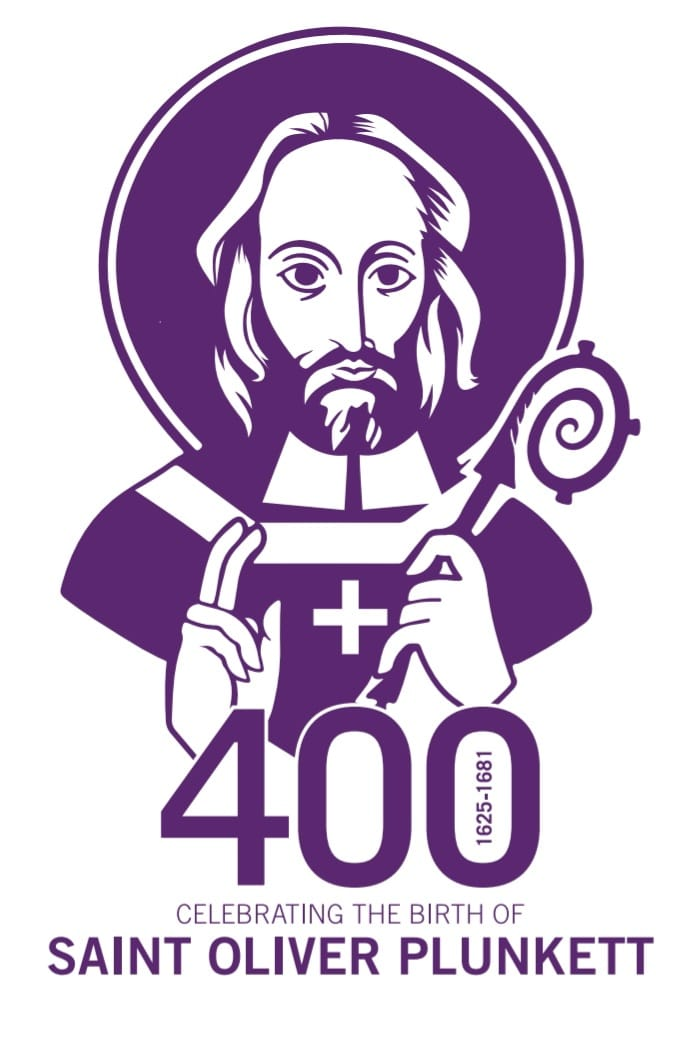 400
1625-1681
CELEBRATING THE BIRTH OF
SAINT OLIVER PLUNKETT